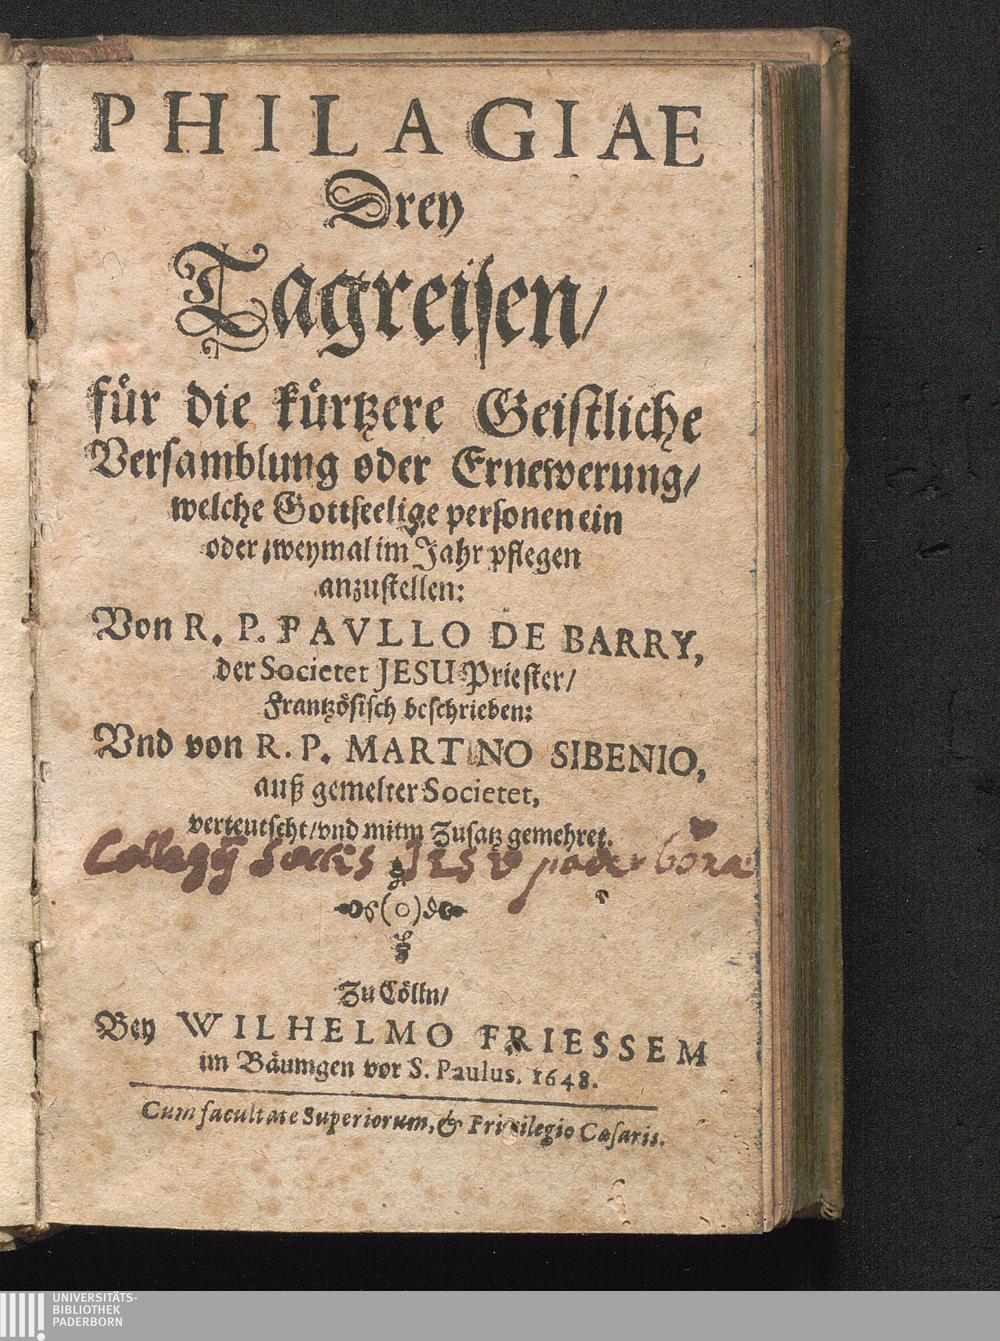 PHILAGIAE
Drey
Tagreisen/
für die kürtzere Geistliche
Versamblung oder Ernewerung/
welche Gottseelige personen ein
oder zweymal im Jahr pflegen
anzustellen:
Von R. P. PAVLLO DE BARRY,
der Societet JESU Priester/
Frantzösisch beschrieben:
Vnd von R. P. MARTINO SIBENIO,
auß gemelter Societet,
verteutscht/vnd mitm Zusatz gemehret.
Collegij Socis Jesv paderbornæ
(o)
Zu Cölln/
Bey WILHELMO FRIESSEM
im Bäumgen vor S. Paulus. 1648.
Cum facultate Superiorum, & Privilegio Cæsaris.
UNIVERSITÄTS-
BIBLIOTHEK
PADERBORN